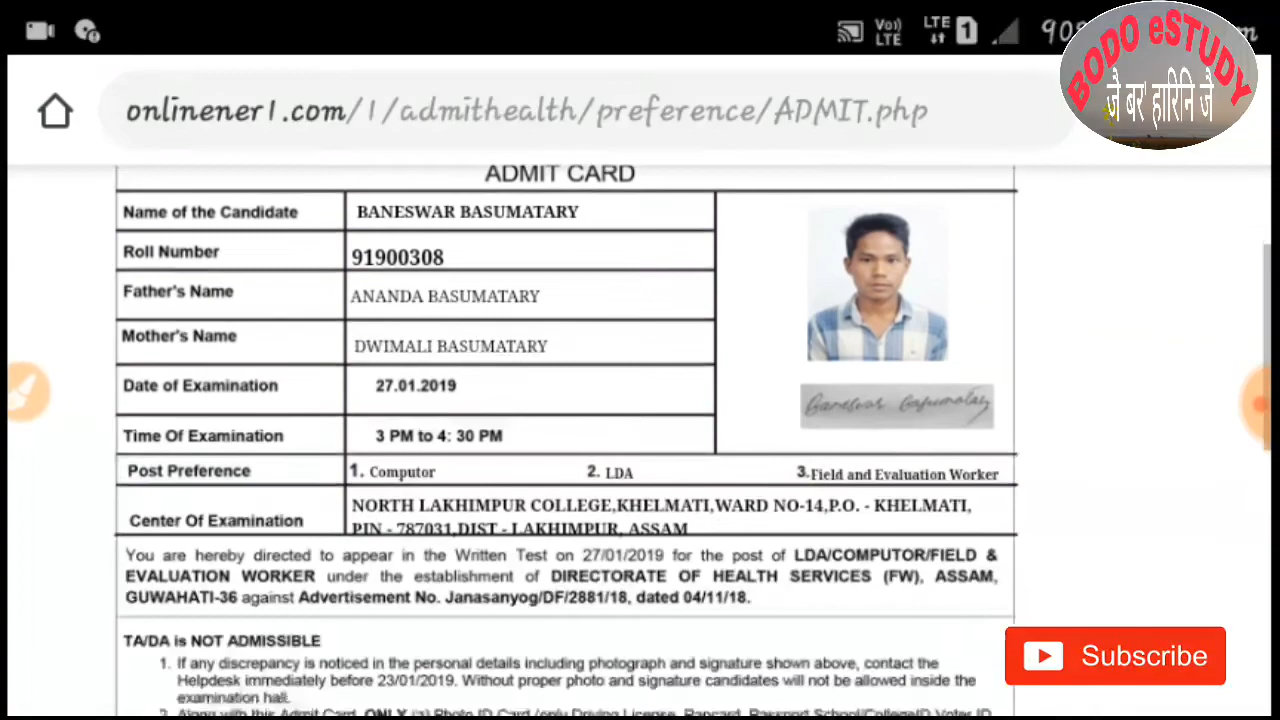 Vo)) LTE
LTE 1
BODO eSTUDY
जै बर' हारिनि जै
onlinener1.com/1/admithealth/preference/ADMIT.php
ADMIT CARD
Name of the Candidate BANESWAR BASUMATARY
Roll Number 91900308
Father's Name ANANDA BASUMATARY
Mother's Name DWIMALI BASUMATARY
Date of Examination 27.01.2019
Baneswar Basumatary
Time Of Examination 3 PM to 4: 30 PM
Post Preference 1. Computor 2. LDA 3.Field and Evaluation Worker
Center Of Examination NORTH LAKHIMPUR COLLEGE,KHELMATI,WARD NO-14,P.O. - KHELMATI,
PIN - 787031,DIST - LAKHIMPUR, ASSAM
You are hereby directed to appear in the Written Test on 27/01/2019 for the post of LDA/COMPUTOR/FIELD &
EVALUATION WORKER under the establishment of DIRECTORATE OF HEALTH SERVICES (FW), ASSAM,
GUWAHATI-36 against Advertisement No. Janasanyog/DF/2881/18, dated 04/11/18.
TA/DA is NOT ADMISSIBLE
1. If any discrepancy is noticed in the personal details including photograph and signature shown above, contact the
Helpdesk immediately before 23/01/2019. Without proper photo and signature candidates will not be allowed inside the
examination hall.
Subscribe